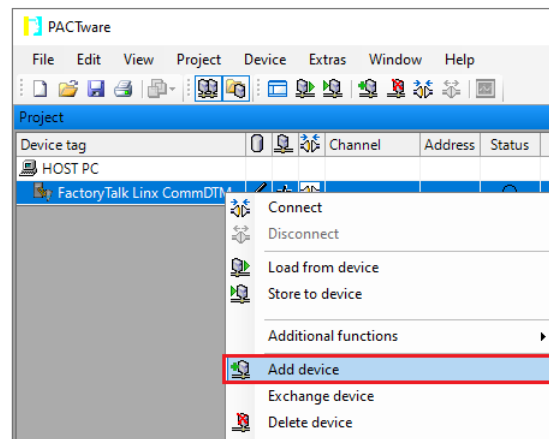 PACTware
File Edit View Project Device Extras Window Help
Project
Device tag Channel Address Status
HOST PC
FactoryTalk Linx CommDTM
Connect
Disconnect
Load from device
Store to device
Additional functions
Add device
Exchange device
Delete device